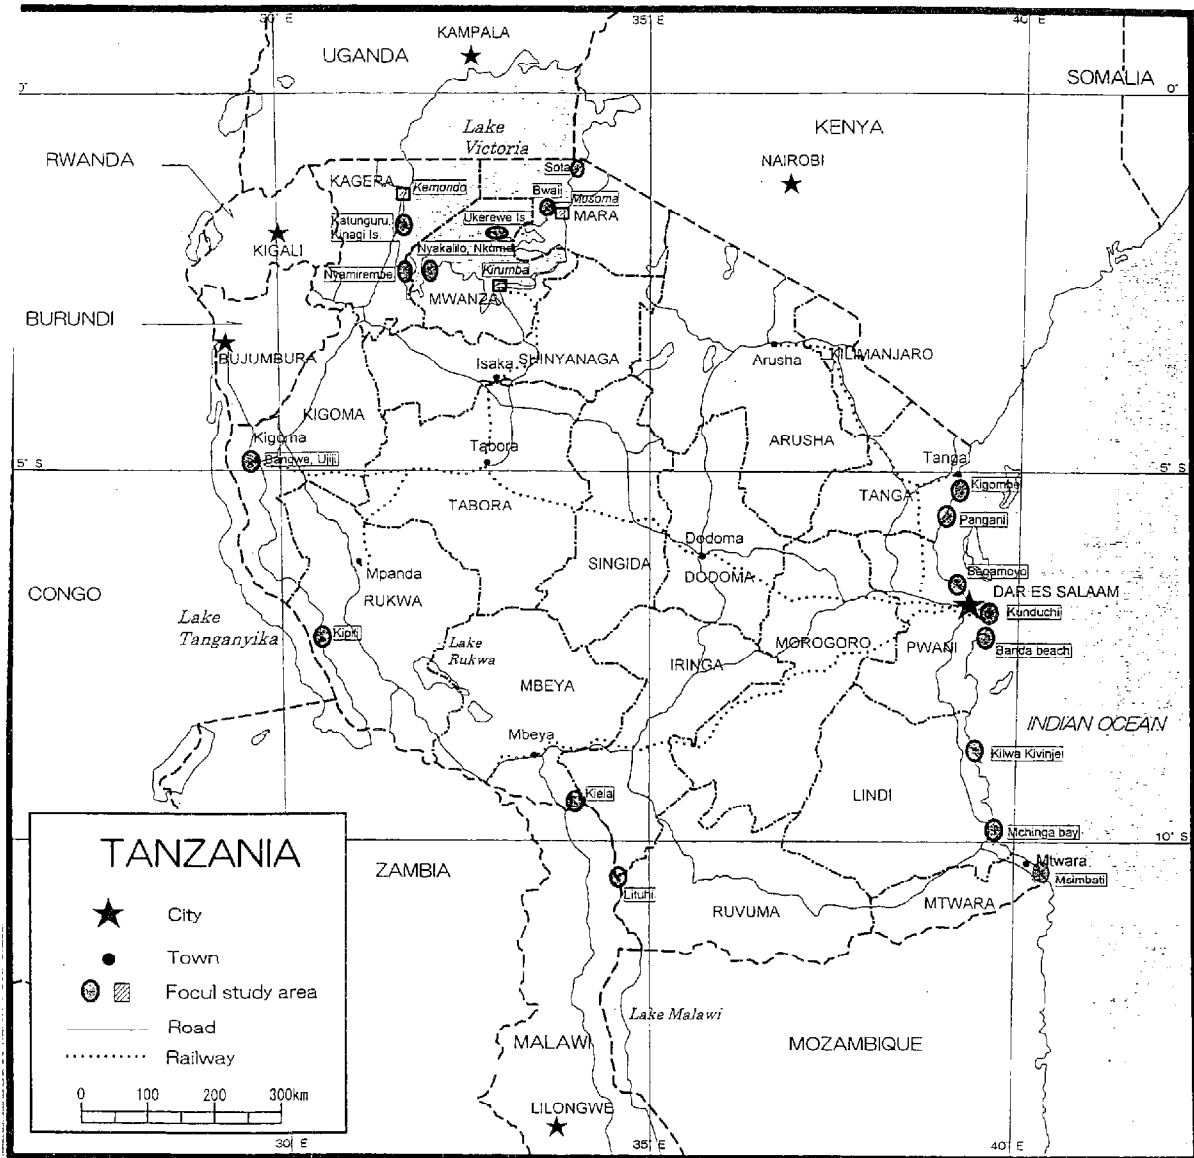 30° E
35° E
40° E
KAMPALA
UGANDA
SOMALIA
0°
0°
Lake
Victoria
KENYA
RWANDA
NAIROBI
Sota
KAGERA
Kemondo
Bwai
Musoma
MARA
Katunguru,
Kinagi Is.
Ukerewe Is.
KIGALI
Nyakalilo, Nkome
Nyamirembe
Kirumba
MWANZA
BURUNDI
BUJUMBURA
Isaka
SHINYANAGA
Arusha
KILIMANJARO
KIGOMA
Kigoma
Tabora
ARUSHA
Bangwe, Ujiji
Tanga
5° S
5° S
Kigombe
TABORA
TANGA
Pangani
Dodoma
SINGIDA
DODOMA
Mpanda
RUKWA
Bagamoyo
CONGO
DAR ES SALAAM
Kunduchi
Lake
Tanganyika
Kipili
Lake
Rukwa
MOROGORO
PWANI
Banda beach
IRINGA
MBEYA
INDIAN OCEAN
Mbeya
Kilwa Kivinjei
Kiela
LINDI
Mchinga bay
10° S
TANZANIA
ZAMBIA
Mtwara
Msimbati
Lituhi
RUVUMA
MTWARA
City
Town
Focul study area
Road
Railway
0 100 200 300km
Lake Malawi
MALAWI
MOZAMBIQUE
LILONGWE
30° E
35° E
40° E